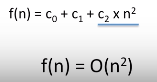 f(n) = c₀ + c₁ + c₂ x n²
f(n) = O(n²)